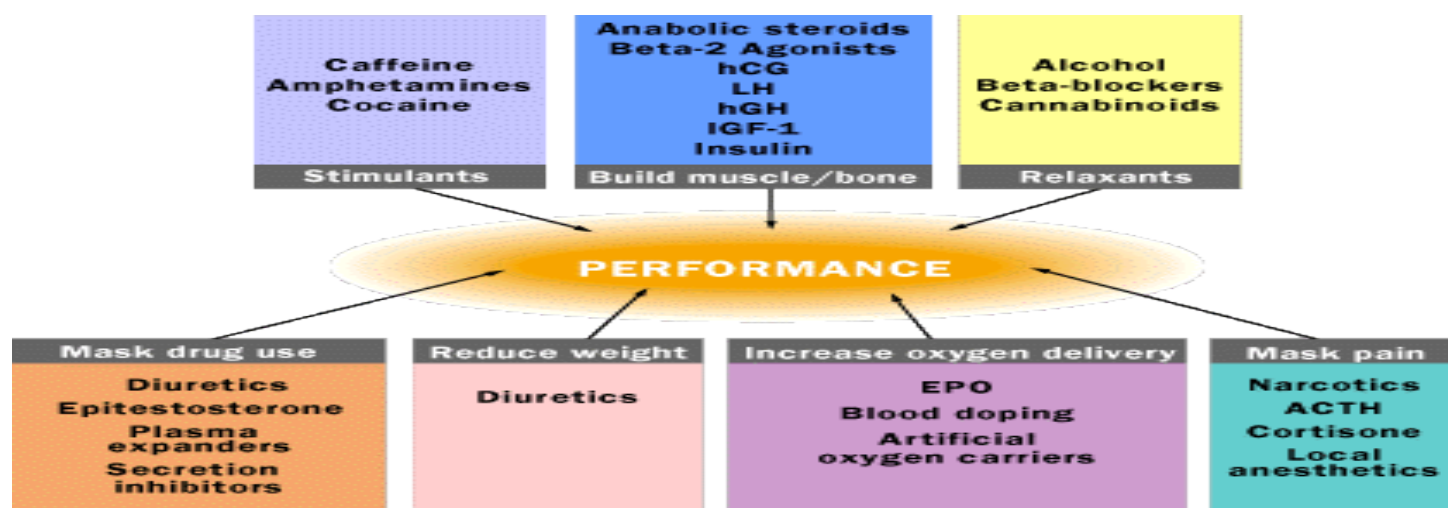 Caffeine
Amphetamines
Cocaine
Stimulants
Anabolic steroids
Beta-2 Agonists
hCG
LH
hGH
IGF-1
Insulin
Build muscle/bone
Alcohol
Beta-blockers
Cannabinoids
Relaxants
PERFORMANCE
Mask drug use
Diuretics
Epitestosterone
Plasma
expanders
Secretion
inhibitors
Reduce weight
Diuretics
Increase oxygen delivery
EPO
Blood doping
Artificial
oxygen carriers
Mask pain
Narcotics
ACTH
Cortisone
Local
anesthetics